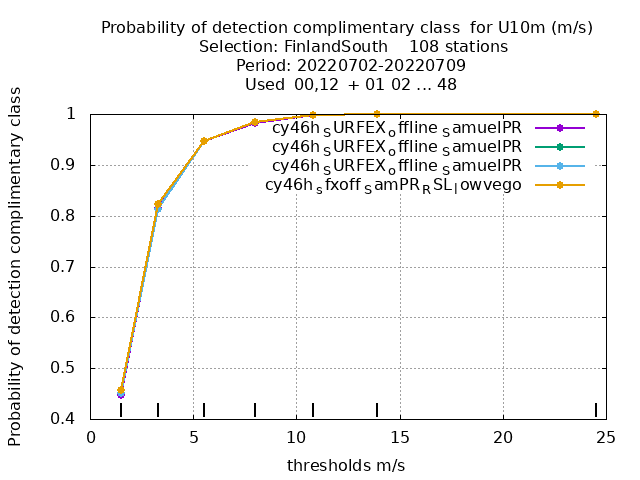 Probability of detection complimentary class for U10m (m/s)
Selection: FinlandSouth 108 stations
Period: 20220702-20220709
Used 00,12 + 01 02 ... 48
Probability of detection complimentary class
1
0.9
0.8
0.7
0.6
0.5
0.4
cy46h_SURFEX_offline_SamuelPR
cy46h_SURFEX_offline_SamuelPR
cy46h_SURFEX_offline_SamuelPR
cy46h_sfxoff_SamPR_RSL_lowvego
0 5 10 15 20 25
thresholds m/s